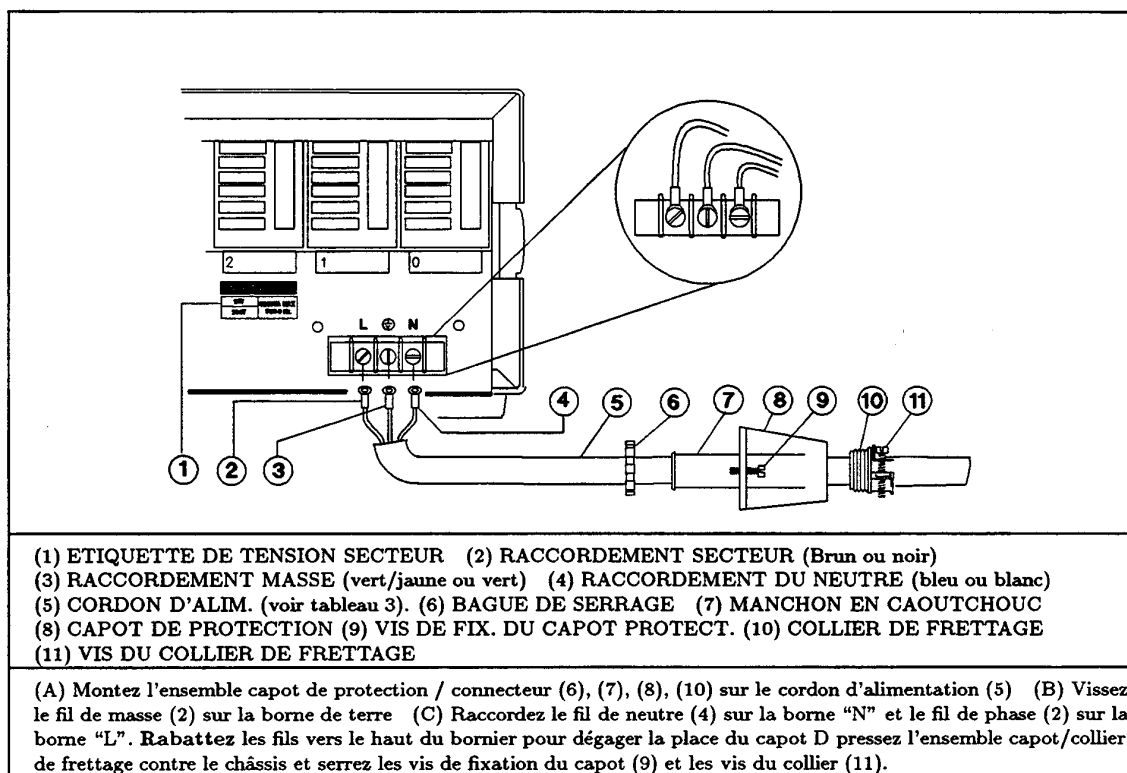 2
1
0
L
N
1
2
3
4
5
6
7
8
9
10
11
(1) ETIQUETTE DE TENSION SECTEUR (2) RACCORDEMENT SECTEUR (Brun ou noir)
(3) RACCORDEMENT MASSE (vert/jaune ou vert) (4) RACCORDEMENT DU NEUTRE (bleu ou blanc)
(5) CORDON D'ALIM. (voir tableau 3). (6) BAGUE DE SERRAGE (7) MANCHON EN CAOUTCHOUC
(8) CAPOT DE PROTECTION (9) VIS DE FIX. DU CAPOT PROTECT. (10) COLLIER DE FRETTAGE
(11) VIS DU COLLIER DE FRETTAGE
(A) Montez l'ensemble capot de protection / connecteur (6), (7), (8), (10) sur le cordon d'alimentation (5) (B) Vissez
le fil de masse (2) sur la borne de terre (C) Raccordez le fil de neutre (4) sur la borne "N" et le fil de phase (2) sur la
borne "L". Rabattez les fils vers le haut du bornier pour dégager la place du capot D pressez l'ensemble capot/collier
de frettage contre le châssis et serrez les vis de fixation du capot (9) et les vis du collier (11).